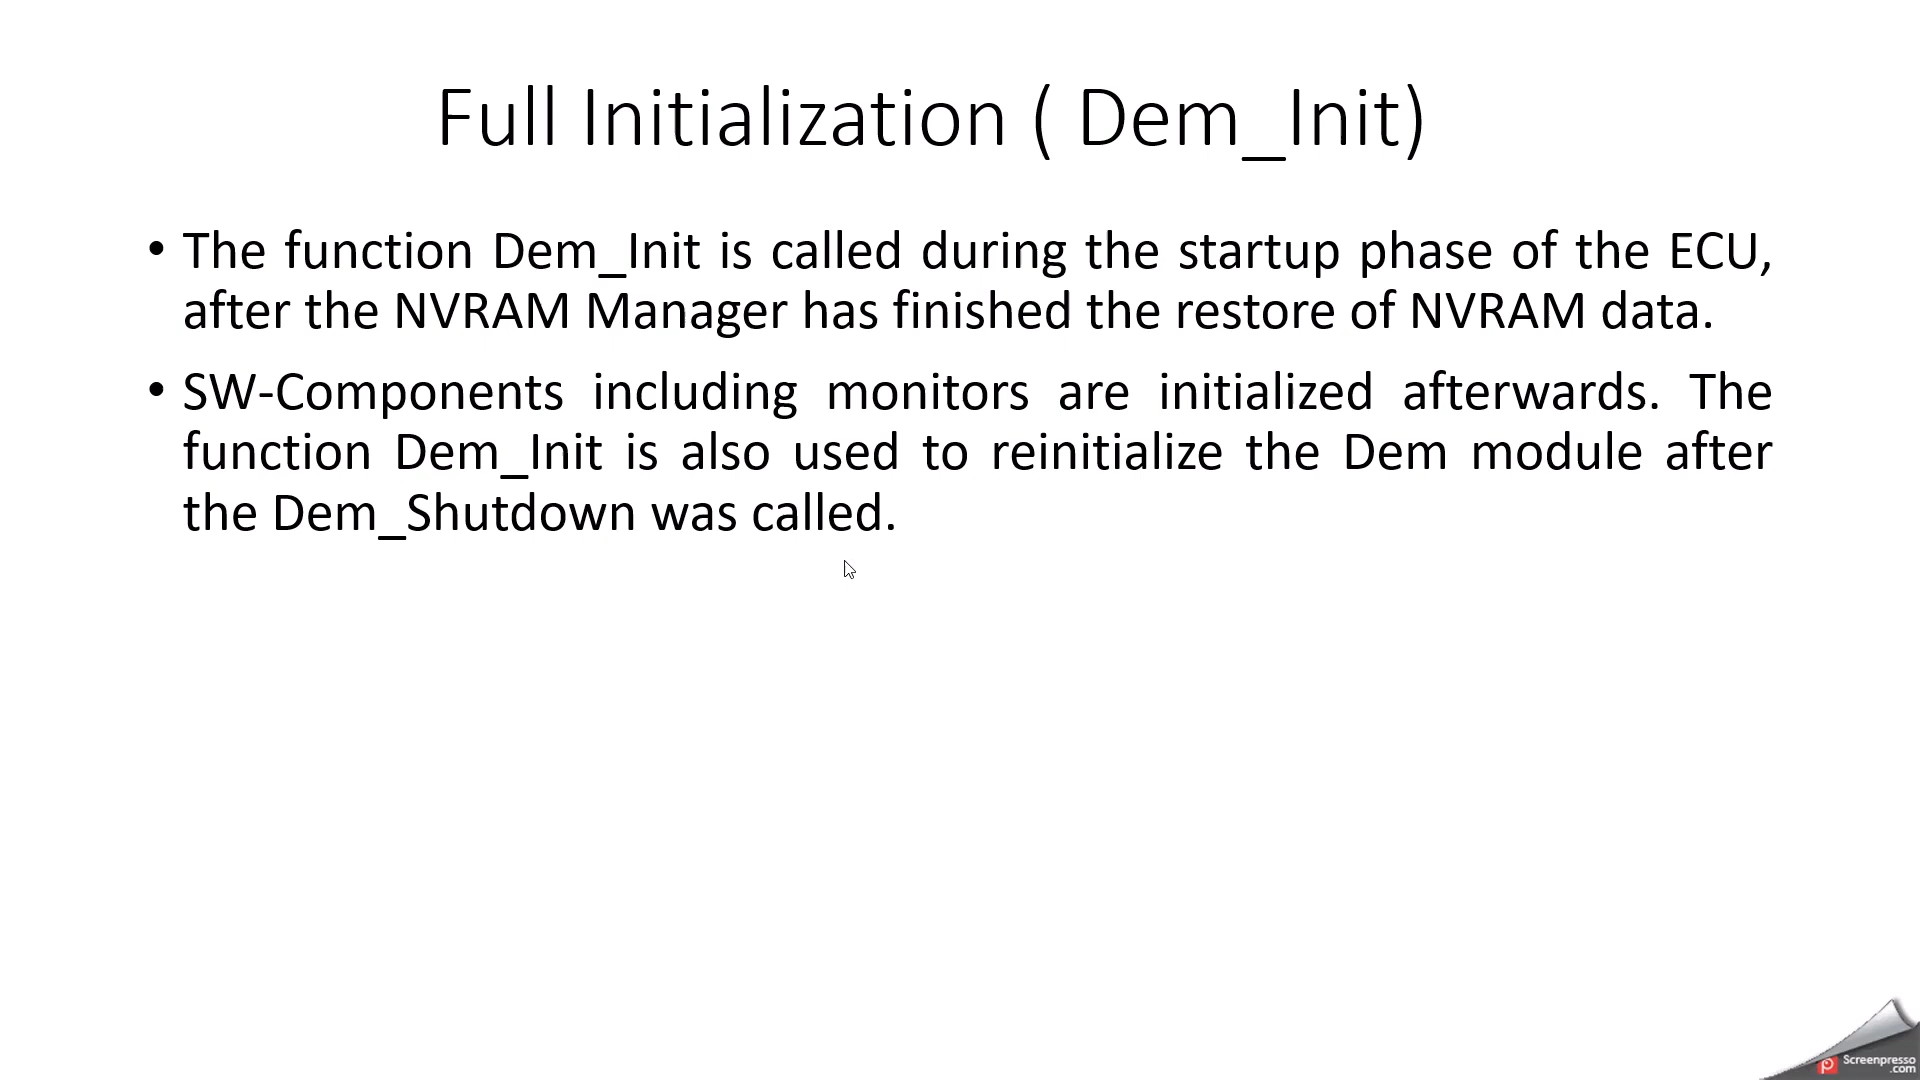 Full Initialization ( Dem_Init)
• The function Dem_Init is called during the startup phase of the ECU,
after the NVRAM Manager has finished the restore of NVRAM data.
• SW-Components including monitors are initialized afterwards. The
function Dem_Init is also used to reinitialize the Dem module after
the Dem_Shutdown was called.
Screenpresso
.com